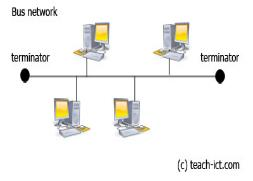 Bus network
terminator
terminator
(c) teach-ict.com